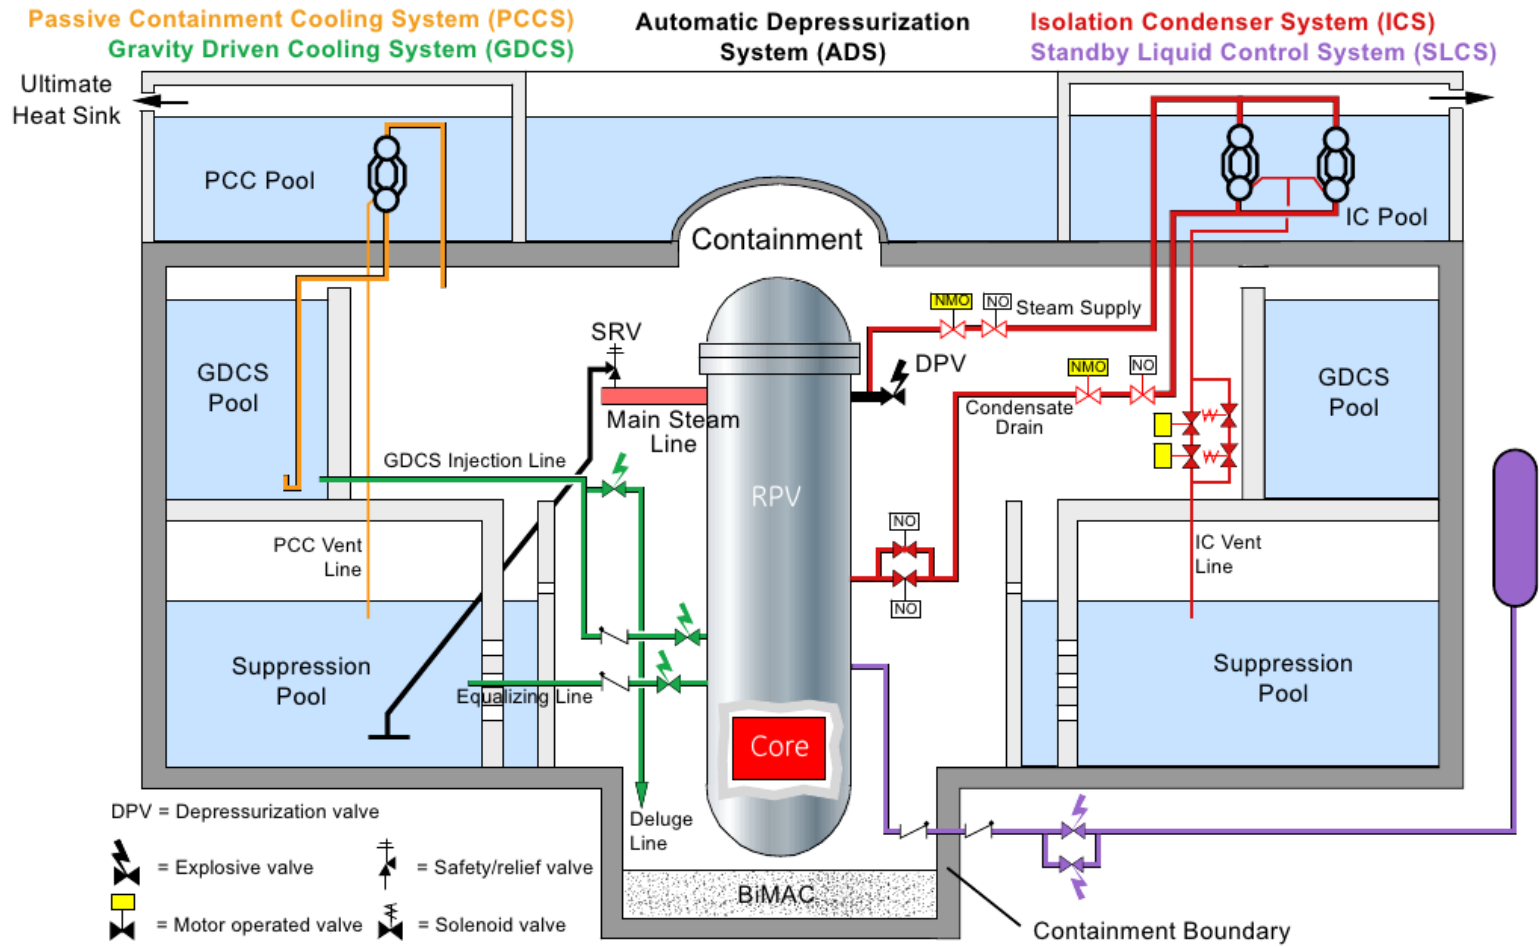 Passive Containment Cooling System (PCCS)
Gravity Driven Cooling System (GDCS)
Automatic Depressurization
System (ADS)
Isolation Condenser System (ICS)
Standby Liquid Control System (SLCS)
Ultimate
Heat Sink
PCC Pool
IC Pool
Containment
NMO
NO
Steam Supply
SRV
DPV
GDCS
Pool
NMO
NO
GDCS
Pool
Main Steam
Line
Condensate
Drain
GDCS Injection Line
RPV
NO
PCC Vent
Line
IC Vent
Line
NO
Suppression
Pool
Suppression
Pool
Equalizing Line
Core
DPV = Depressurization valve
Deluge
Line
= Explosive valve
= Safety/relief valve
BiMAC
= Motor operated valve
= Solenoid valve
Containment Boundary